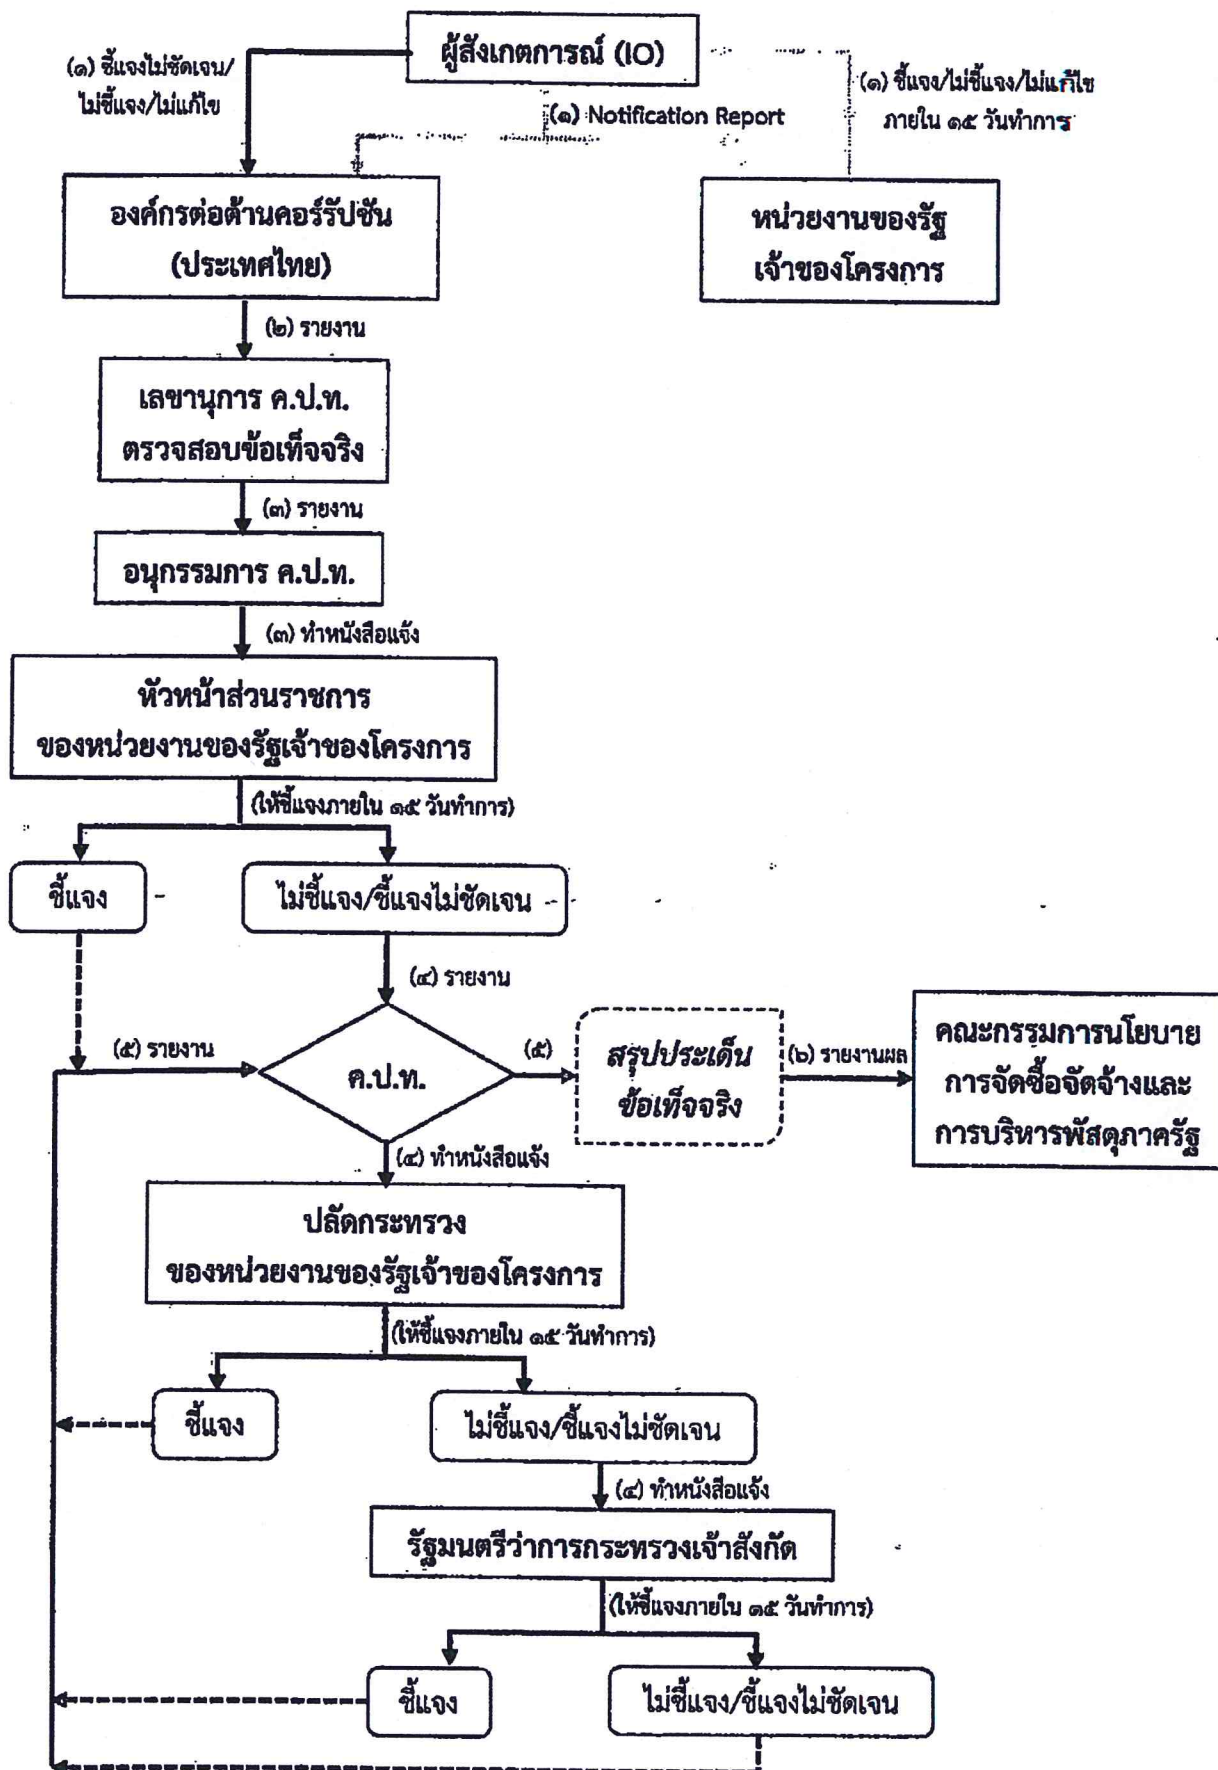 ผู้สังเกตการณ์ (IO)
(๑) ชี้แจงไม่ชัดเจน/
ไม่ชี้แจง/ไม่แก้ไข
(๑) Notification Report
(๑) ชี้แจง/ไม่ชี้แจง/ไม่แก้ไข
ภายใน ๑๕ วันทำการ
องค์กรต่อต้านคอร์รัปชัน
(ประเทศไทย)
หน่วยงานของรัฐ
เจ้าของโครงการ
(๒) รายงาน
เลขานุการ ค.ป.ท.
ตรวจสอบข้อเท็จจริง
(๓) รายงาน
อนุกรรมการ ค.ป.ท.
(๓) ทำหนังสือแจ้ง
หัวหน้าส่วนราชการ
ของหน่วยงานของรัฐเจ้าของโครงการ
(ให้ชี้แจงภายใน ๑๕ วันทำการ)
ชี้แจง
ไม่ชี้แจง/ชี้แจงไม่ชัดเจน
(๔) รายงาน
(๕) รายงาน
ค.ป.ท.
(๕)
สรุปประเด็น
ข้อเท็จจริง
(๖) รายงานผล
คณะกรรมการนโยบาย
การจัดซื้อจัดจ้างและ
การบริหารพัสดุภาครัฐ
(๔) ทำหนังสือแจ้ง
ปลัดกระทรวง
ของหน่วยงานของรัฐเจ้าของโครงการ
(ให้ชี้แจงภายใน ๑๕ วันทำการ)
ชี้แจง
ไม่ชี้แจง/ชี้แจงไม่ชัดเจน
(๔) ทำหนังสือแจ้ง
รัฐมนตรีว่าการกระทรวงเจ้าสังกัด
(ให้ชี้แจงภายใน ๑๕ วันทำการ)
ชี้แจง
ไม่ชี้แจง/ชี้แจงไม่ชัดเจน